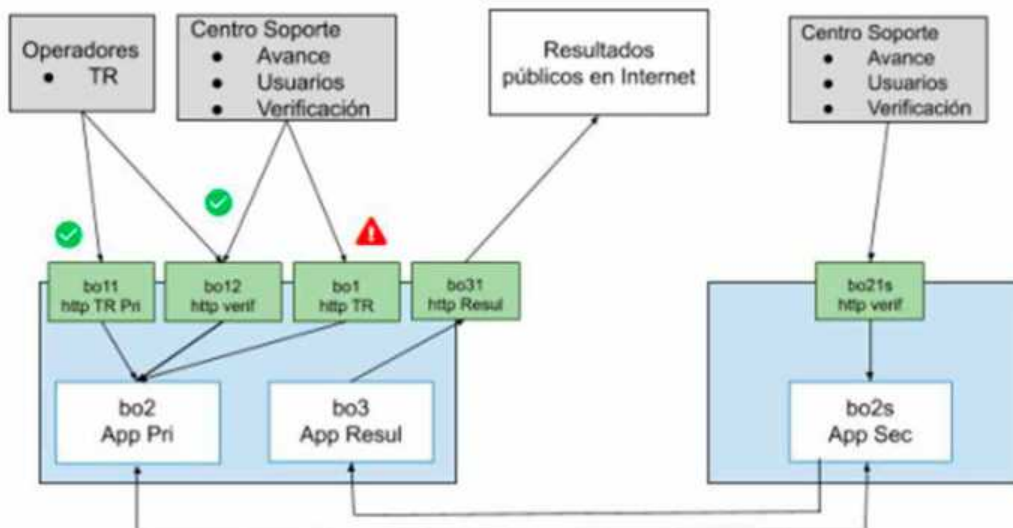 Operadores
● TR
Centro Soporte
● Avance
● Usuarios
● Verificación
Resultados
públicos en Internet
Centro Soporte
● Avance
● Usuarios
● Verificación
bo11
http TR Pri
bo12
http verif
bo1
http TR
bo31
http Resul
bo21s
http verif
bo2
App Pri
bo3
App Resul
bo2s
App Sec